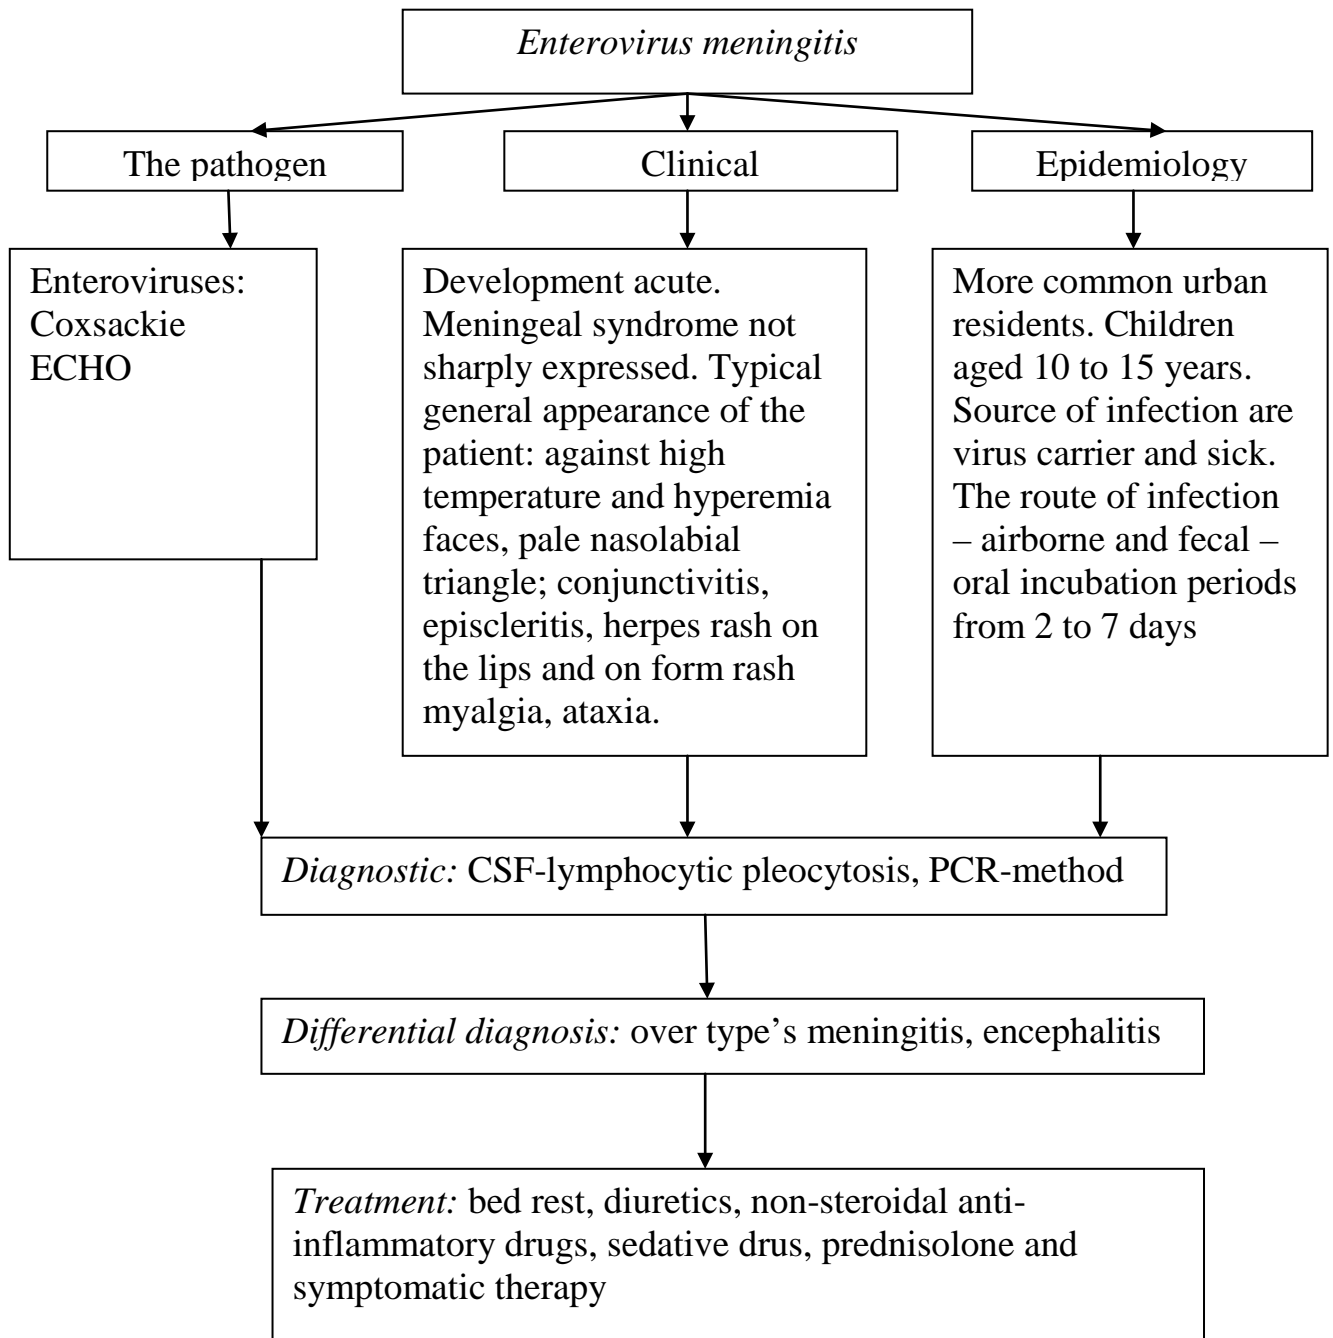 Enterovirus meningitis
The pathogen
Clinical
Epidemiology
Enteroviruses:
Coxsackie
ECHO
Development acute.
Meningeal syndrome not
sharply expressed. Typical
general appearance of the
patient: against high
temperature and hyperemia
faces, pale nasolabial
triangle; conjunctivitis,
episcleritis, herpes rash on
the lips and on form rash
myalgia, ataxia.
More common urban
residents. Children
aged 10 to 15 years.
Source of infection are
virus carrier and sick.
The route of infection
– airborne and fecal –
oral incubation periods
from 2 to 7 days
Diagnostic: CSF-lymphocytic pleocytosis, PCR-method
Differential diagnosis: over type’s meningitis, encephalitis
Treatment: bed rest, diuretics, non-steroidal anti-
inflammatory drugs, sedative drus, prednisolone and
symptomatic therapy